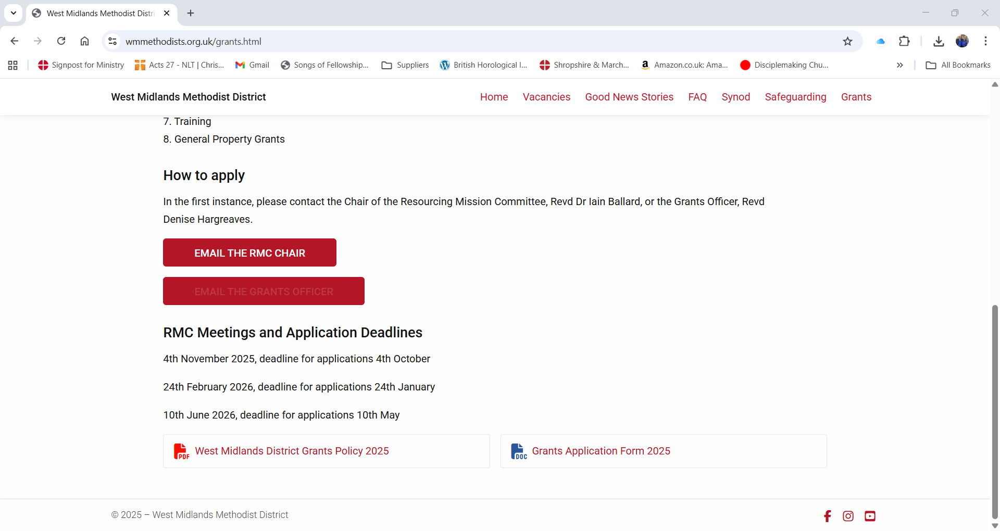 West Midlands Methodist Distri
wmmethodists.org.uk/grants.html
Signpost for Ministry
Acts 27 - NLT | Chris...
Gmail
Songs of Fellowship...
Suppliers
British Horological I...
Shropshire & March...
Amazon.co.uk: Ama...
Disciplemaking Chu...
All Bookmarks
West Midlands Methodist District
Home Vacancies Good News Stories FAQ Synod Safeguarding Grants
7. Training
8. General Property Grants
How to apply
In the first instance, please contact the Chair of the Resourcing Mission Committee, Revd Dr Iain Ballard, or the Grants Officer, Revd
Denise Hargreaves.
EMAIL THE RMC CHAIR
EMAIL THE GRANTS OFFICER
RMC Meetings and Application Deadlines
4th November 2025, deadline for applications 4th October
24th February 2026, deadline for applications 24th January
10th June 2026, deadline for applications 10th May
PDF West Midlands District Grants Policy 2025
DOC Grants Application Form 2025
© 2025 – West Midlands Methodist District